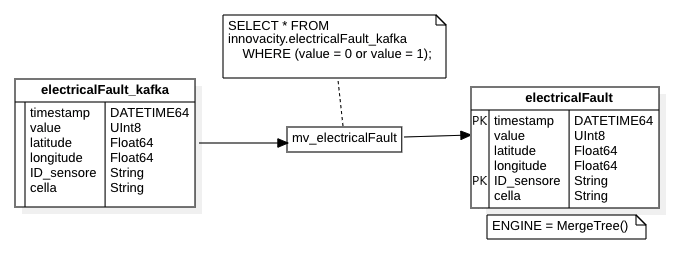 SELECT * FROM
innovacity.electricalFault_kafka
WHERE (value = 0 or value = 1);
electricalFault_kafka
timestamp DATETIME64
value UInt8
latitude Float64
longitude Float64
ID_sensore String
cella String
mv_electricalFault
electricalFault
PK timestamp DATETIME64
value UInt8
latitude Float64
longitude Float64
PK ID_sensore String
cella String
ENGINE = MergeTree()